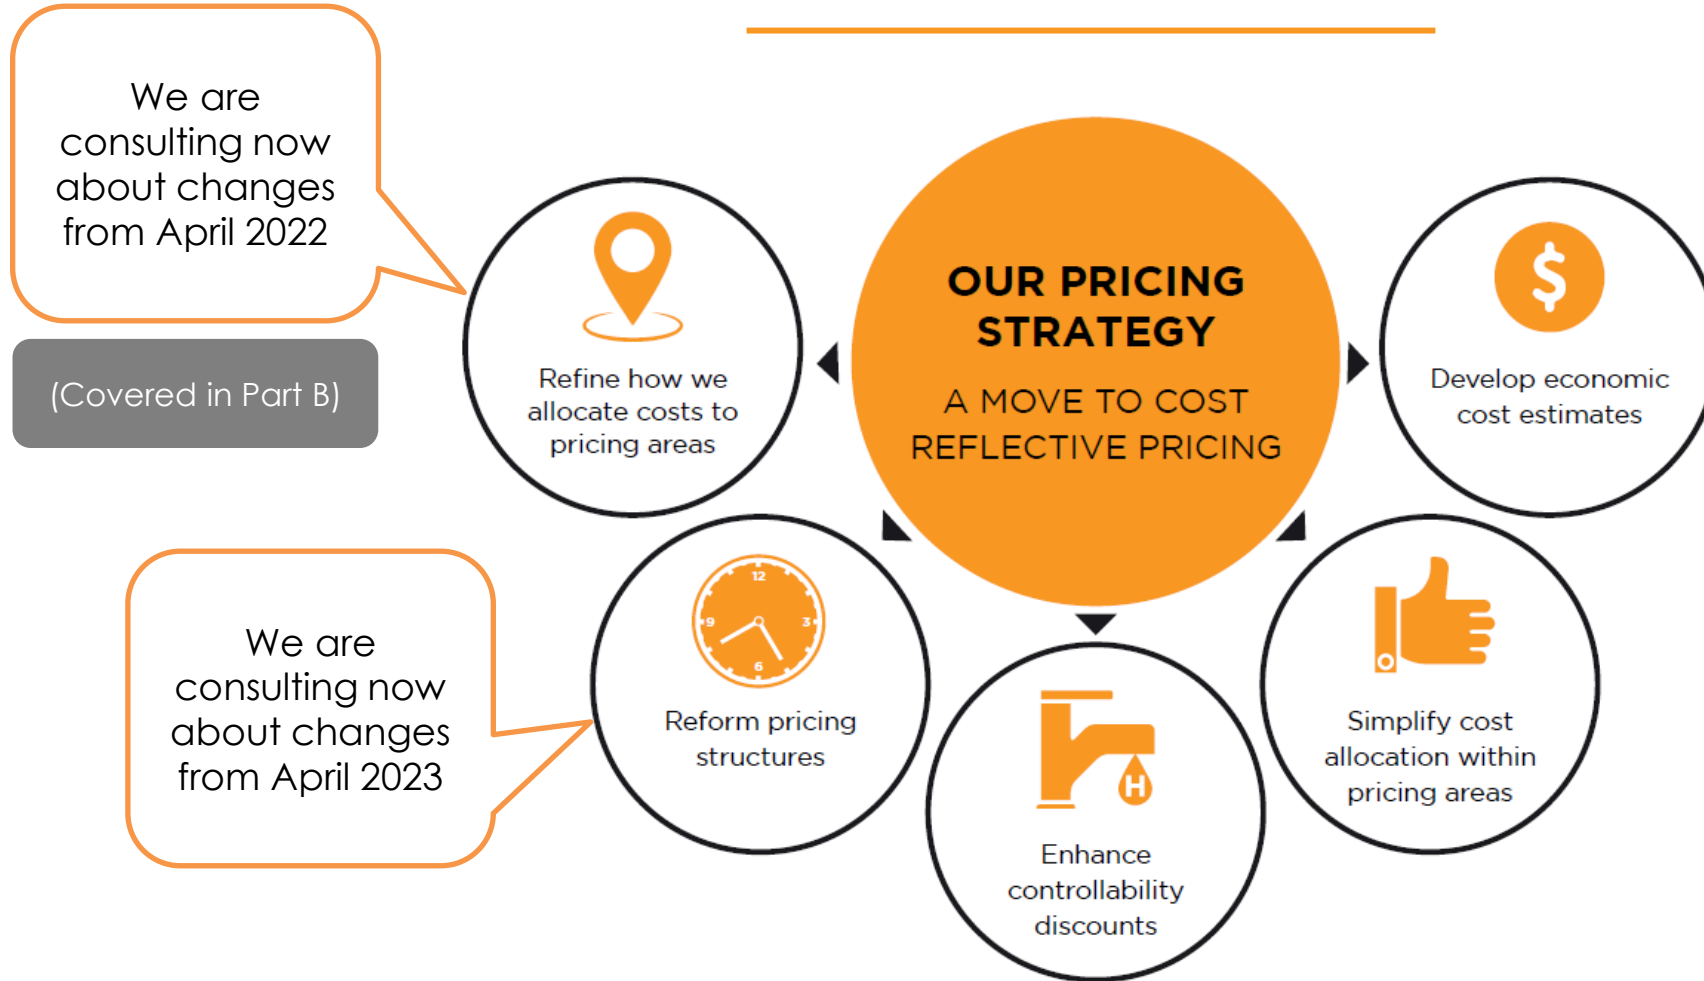 We are
consulting now
about changes
from April 2022
(Covered in Part B)
Refine how we
allocate costs to
pricing areas
OUR PRICING
STRATEGY
A MOVE TO COST
REFLECTIVE PRICING
$
Develop economic
cost estimates
We are
consulting now
about changes
from April 2023
12
3
6
9
Reform pricing
structures
H
Enhance
controllability
discounts
Simplify cost
allocation within
pricing areas